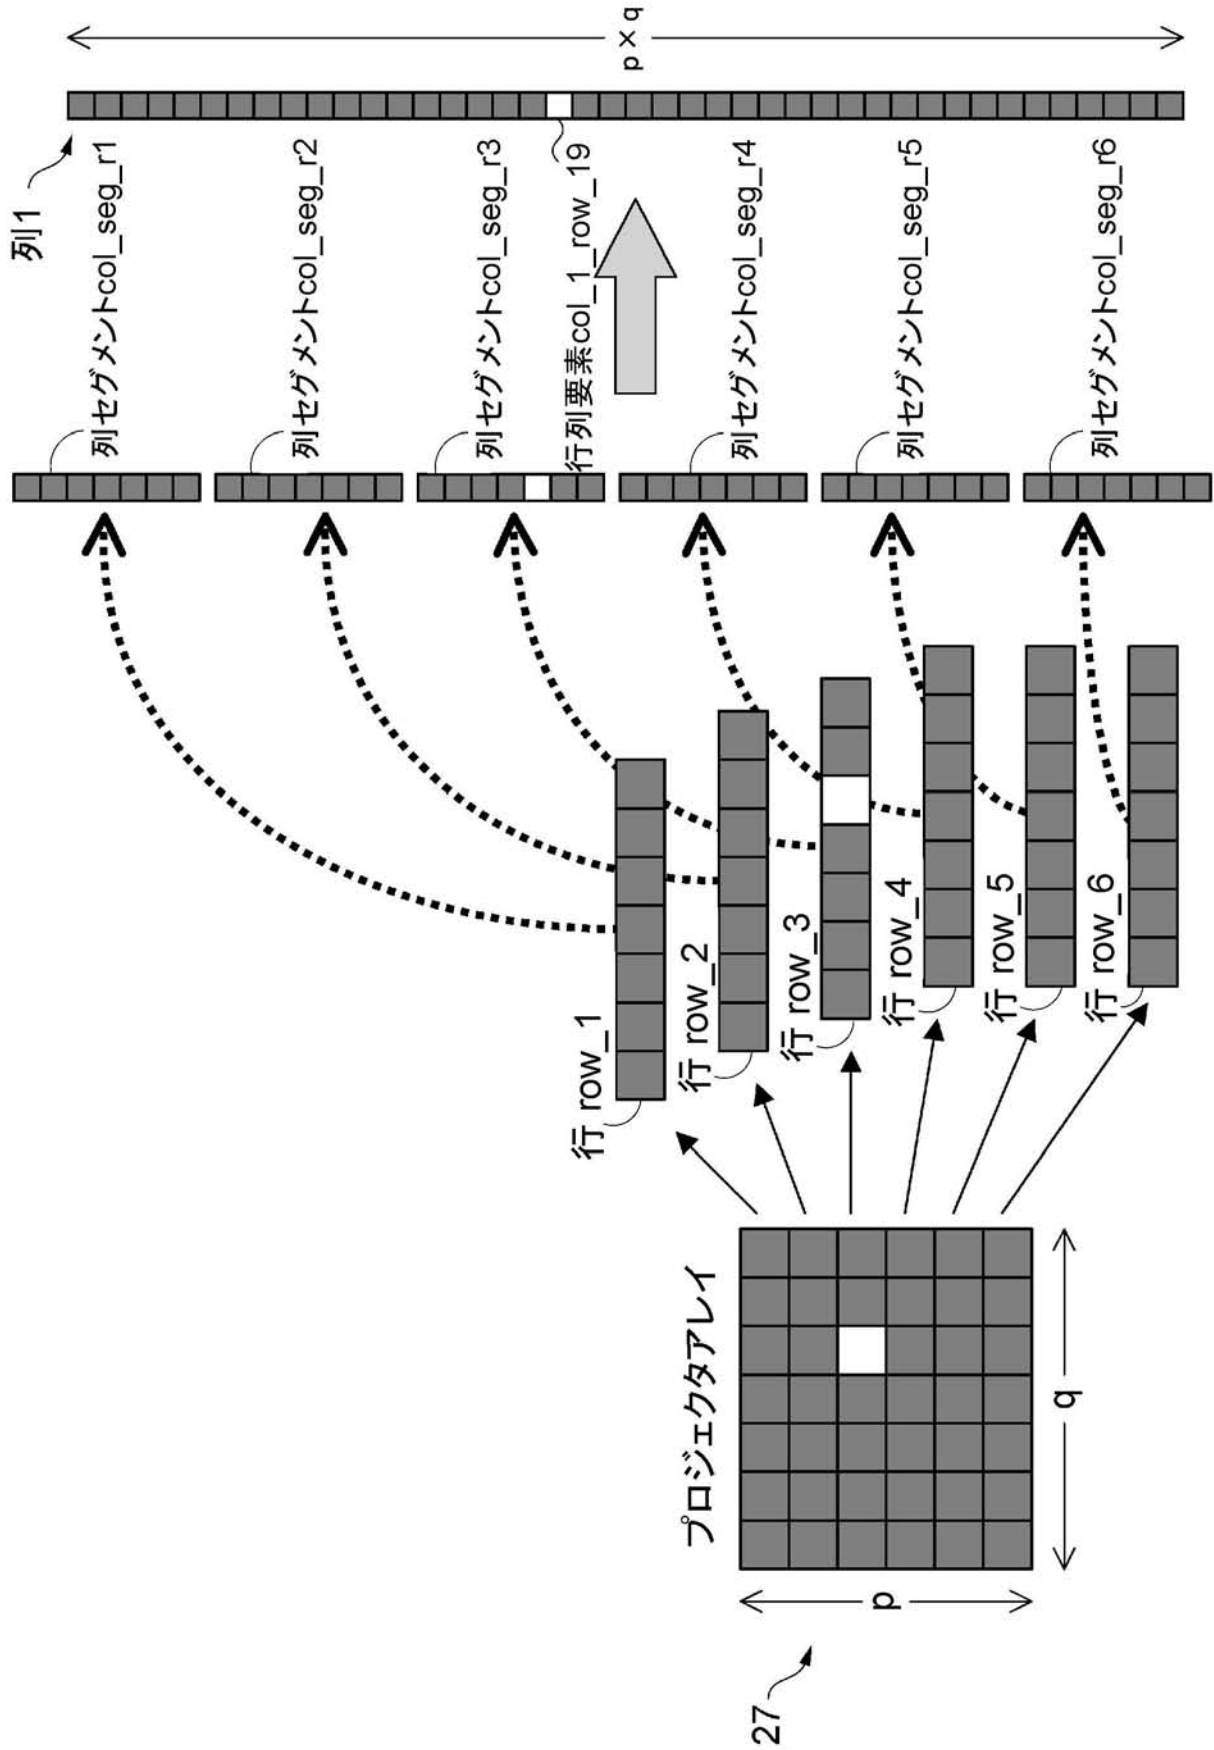 27
プロジェクタアレイ
p
q
行 row_1
行 row_2
行 row_3
行 row_4
行 row_5
行 row_6
列セグメントcol_seg_r1
列セグメントcol_seg_r2
列セグメントcol_seg_r3
行列要素col_1_row_19
列セグメントcol_seg_r4
列セグメントcol_seg_r5
列セグメントcol_seg_r6
列1
p×q